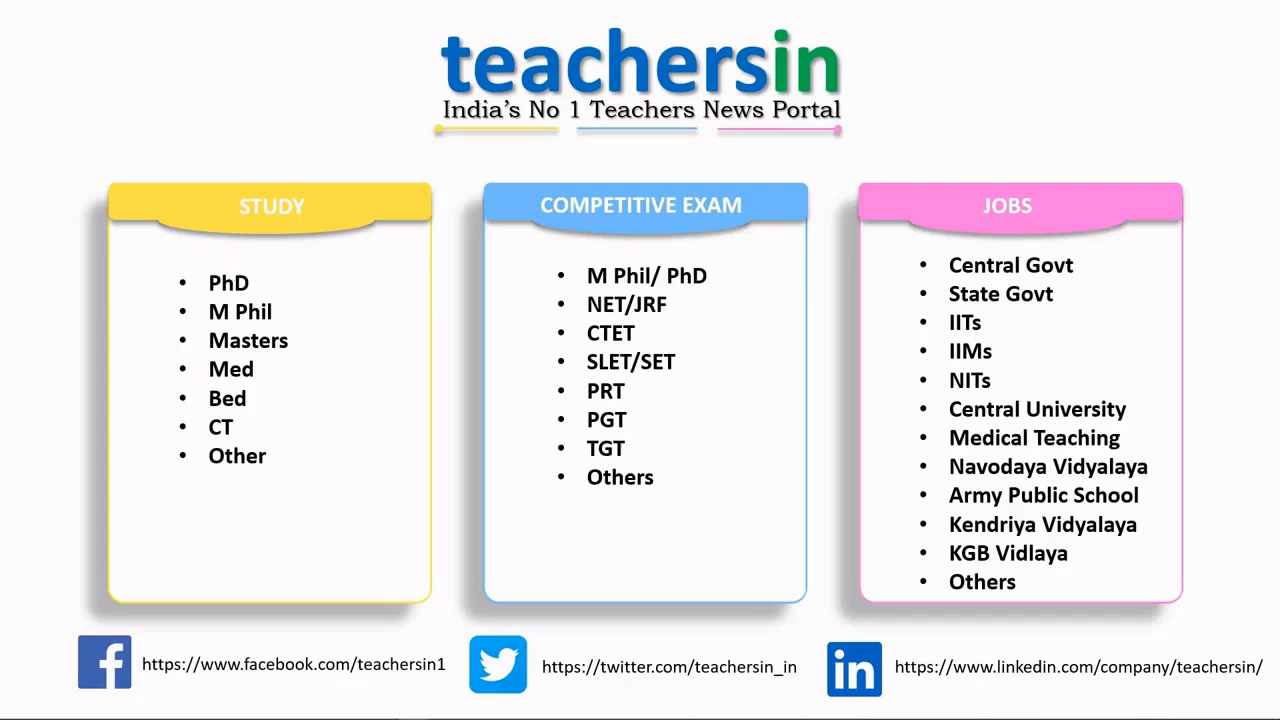 teachersin
India's No 1 Teachers News Portal
STUDY
• PhD
• M Phil
• Masters
• Med
• Bed
• CT
• Other
COMPETITIVE EXAM
• M Phil/ PhD
• NET/JRF
• CTET
• SLET/SET
• PRT
• PGT
• TGT
• Others
JOBS
• Central Govt
• State Govt
• IITs
• IIMs
• NITs
• Central University
• Medical Teaching
• Navodaya Vidyalaya
• Army Public School
• Kendriya Vidyalaya
• KGB Vidlaya
• Others
https://www.facebook.com/teachersin1
https://twitter.com/teachersin_in
https://www.linkedin.com/company/teachersin/